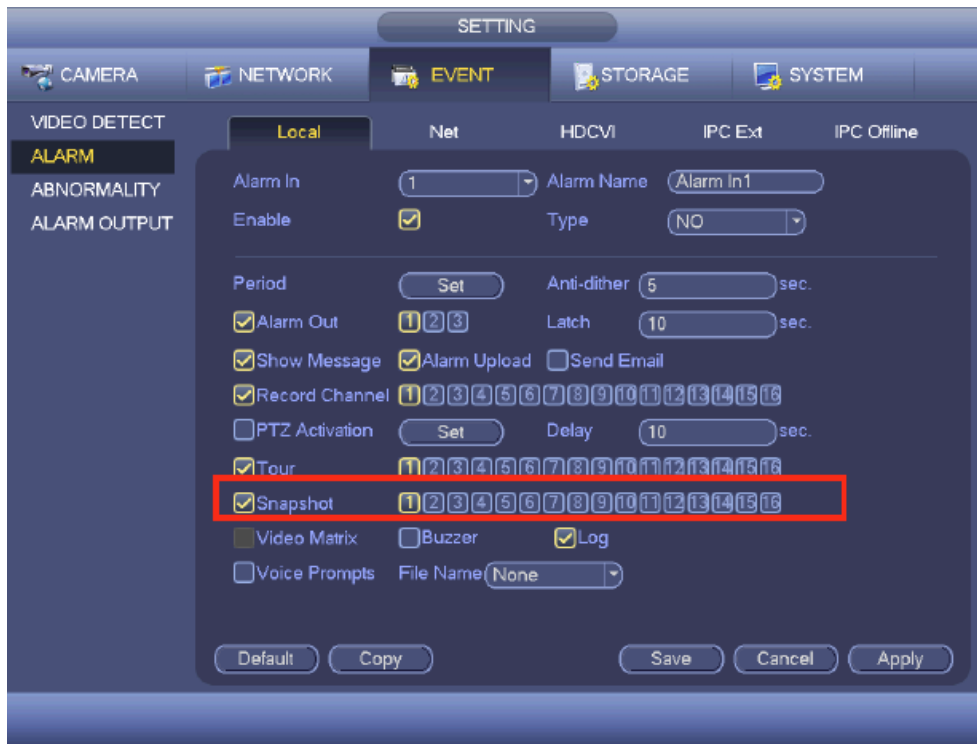 SETTING
CAMERA NETWORK EVENT STORAGE SYSTEM
VIDEO DETECT
ALARM
ABNORMALITY
ALARM OUTPUT
Local Net HDCVI IPC Ext IPC Offline
Alarm In 1 Alarm Name Alarm In1
Enable Type NO
Period Set Anti-dither 5 sec.
Alarm Out 1 2 3 Latch 10 sec.
Show Message Alarm Upload Send Email
Record Channel 1 2 3 4 5 6 7 8 9 10 11 12 13 14 15 16
PTZ Activation Set Delay 10 sec.
Tour 1 2 3 4 5 6 7 8 9 10 11 12 13 14 15 16
Snapshot 1 2 3 4 5 6 7 8 9 10 11 12 13 14 15 16
Video Matrix Buzzer Log
Voice Prompts File Name None
Default Copy Save Cancel Apply